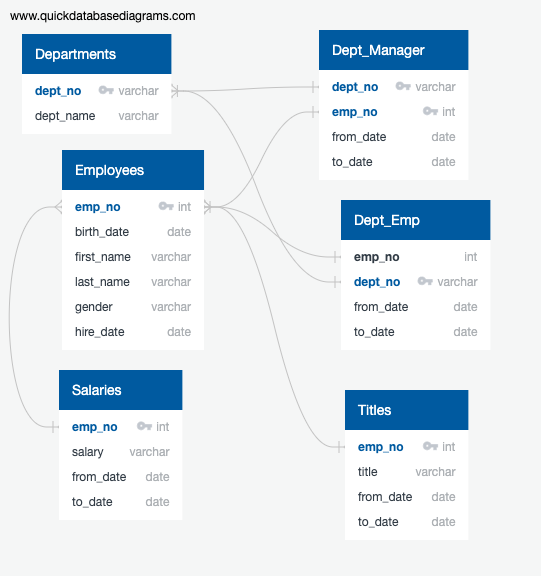 www.quickdatabasediagrams.com
Departments
dept_no varchar
dept_name varchar
Dept_Manager
dept_no varchar
emp_no int
from_date date
to_date date
Employees
emp_no int
birth_date date
first_name varchar
last_name varchar
gender varchar
hire_date date
Dept_Emp
emp_no int
dept_no varchar
from_date date
to_date date
Salaries
emp_no int
salary varchar
from_date date
to_date date
Titles
emp_no int
title varchar
from_date date
to_date date